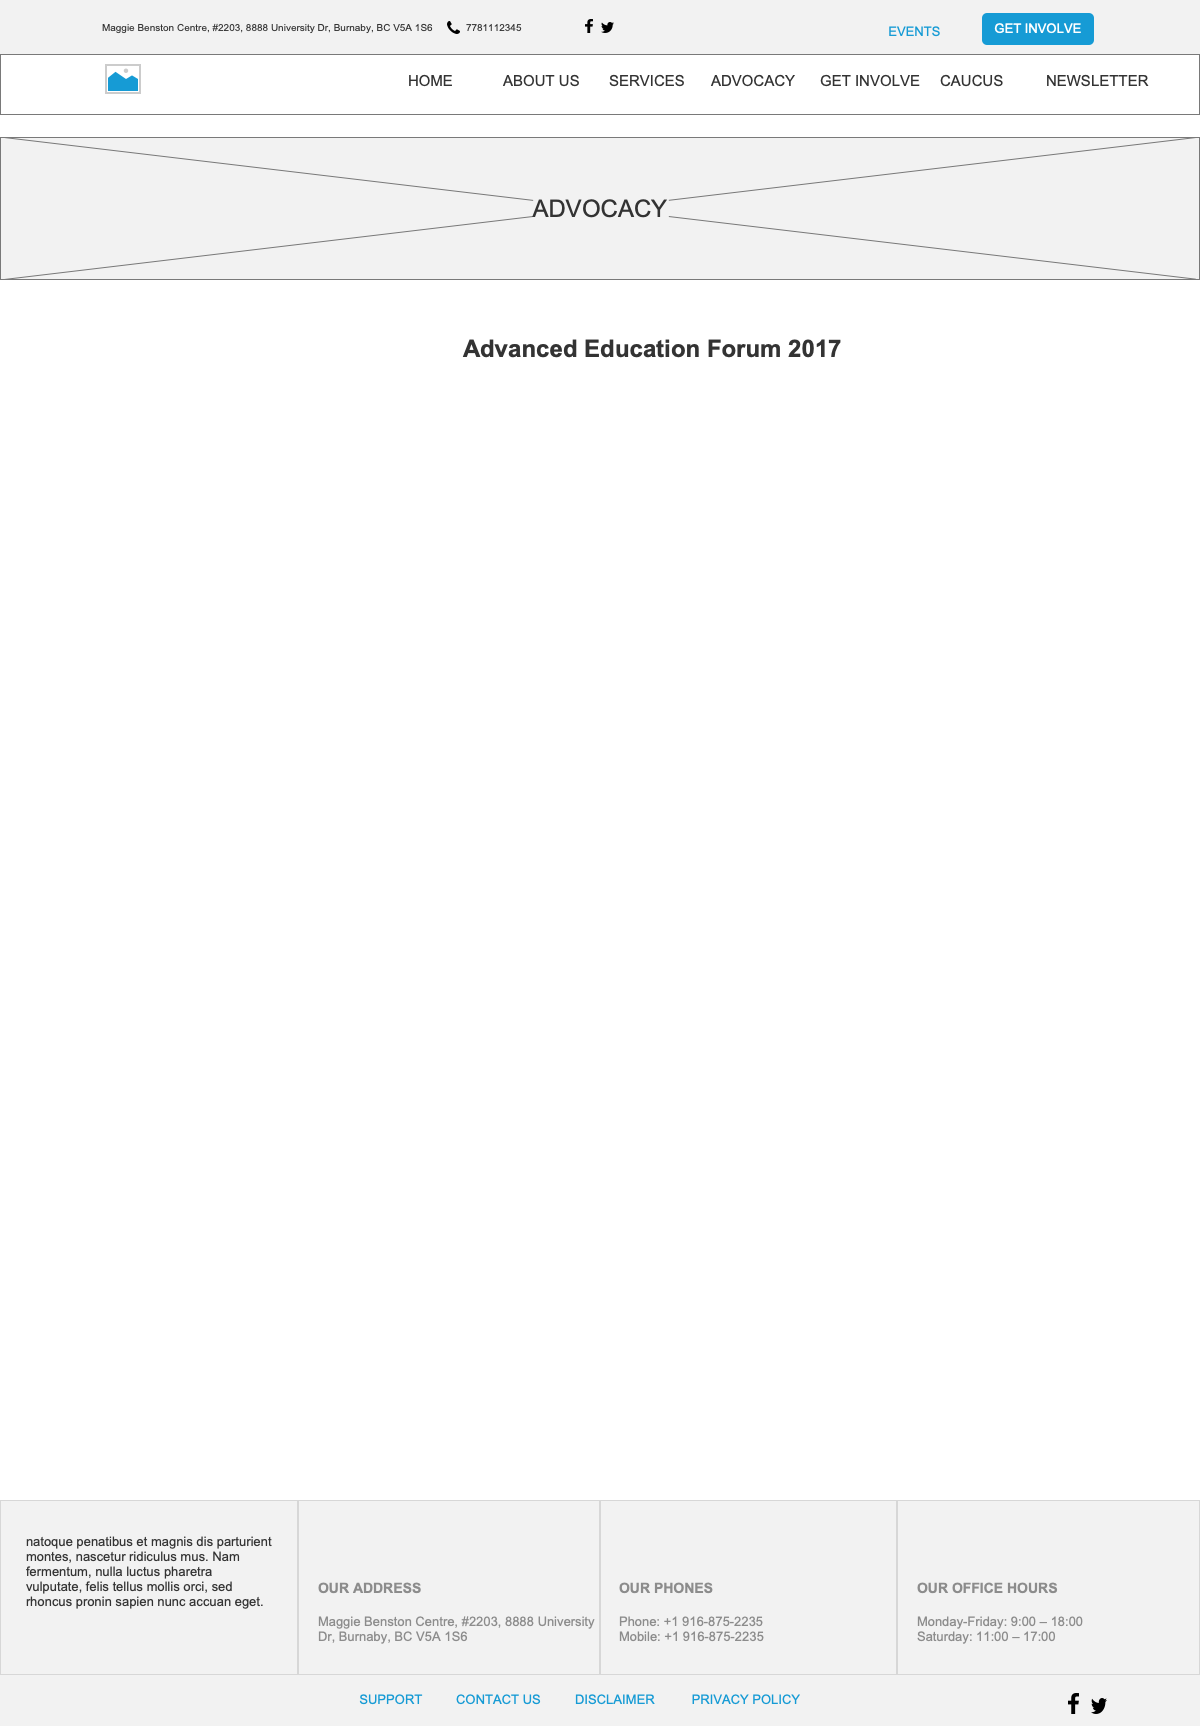 Maggie Benston Centre, #2203, 8888 University Dr, Burnaby, BC V5A 1S6 7781112345
EVENTS
GET INVOLVE
HOME ABOUT US SERVICES ADVOCACY GET INVOLVE CAUCUS NEWSLETTER
ADVOCACY
Advanced Education Forum 2017
natoque penatibus et magnis dis parturient
montes, nascetur ridiculus mus. Nam
fermentum, nulla luctus pharetra
vulputate, felis tellus mollis orci, sed
rhoncus pronin sapien nunc accuan eget.
OUR ADDRESS
Maggie Benston Centre, #2203, 8888 University
Dr, Burnaby, BC V5A 1S6
OUR PHONES
Phone: +1 916-875-2235
Mobile: +1 916-875-2235
OUR OFFICE HOURS
Monday-Friday: 9:00 – 18:00
Saturday: 11:00 – 17:00
SUPPORT CONTACT US DISCLAIMER PRIVACY POLICY